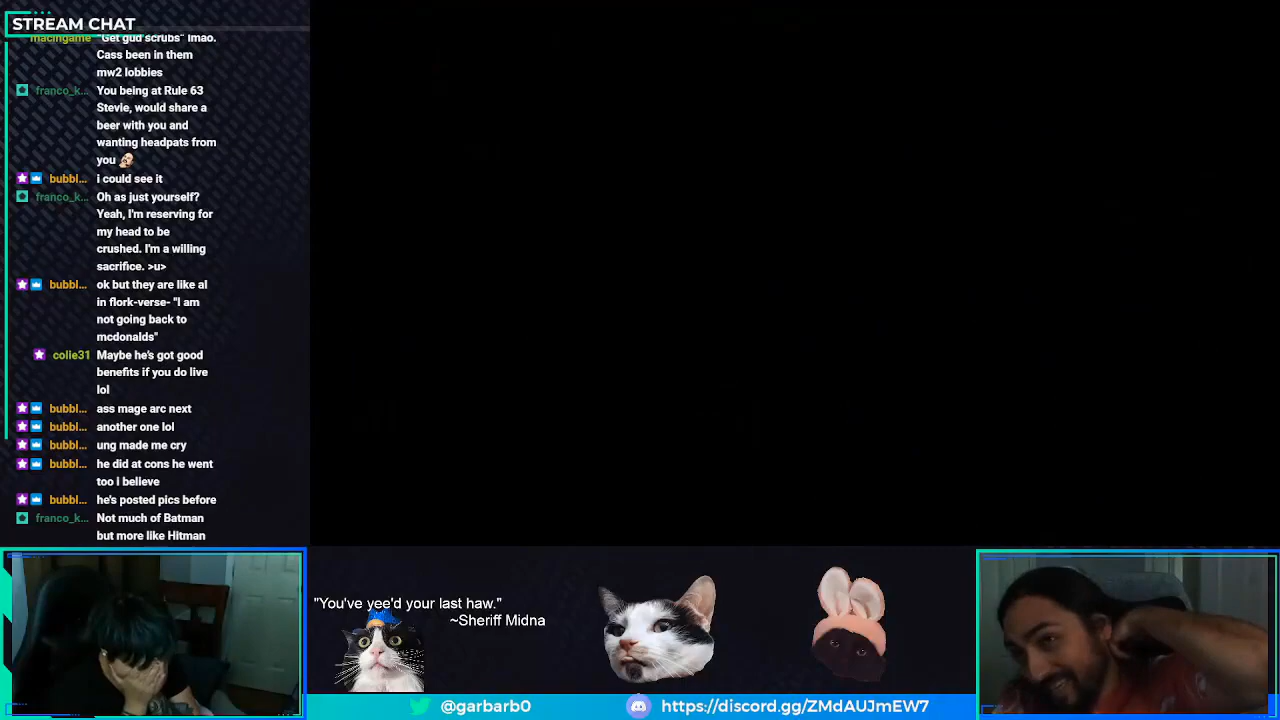 STREAM CHAT
macingame "Get gud scrubs" lmao.
Cass been in them
mw2 lobbies
franco_k... You being at Rule 63
Stevie, would share a
beer with you and
wanting headpats from
you
bubbl... i could see it
franco_k... Oh as just yourself?
Yeah, I'm reserving for
my head to be
crushed. I'm a willing
sacrifice. >u>
bubbl... ok but they are like al
in flork-verse- "I am
not going back to
mcdonalds"
colie31 Maybe he's got good
benefits if you do live
lol
bubbl... ass mage arc next
bubbl... another one lol
bubbl... ung made me cry
bubbl... he did at cons he went
too i believe
bubbl... he's posted pics before
franco_k... Not much of Batman
but more like Hitman
"You've yee'd your last haw."
~Sheriff Midna
@garbarb0
https://discord.gg/ZMdAUJmEW7